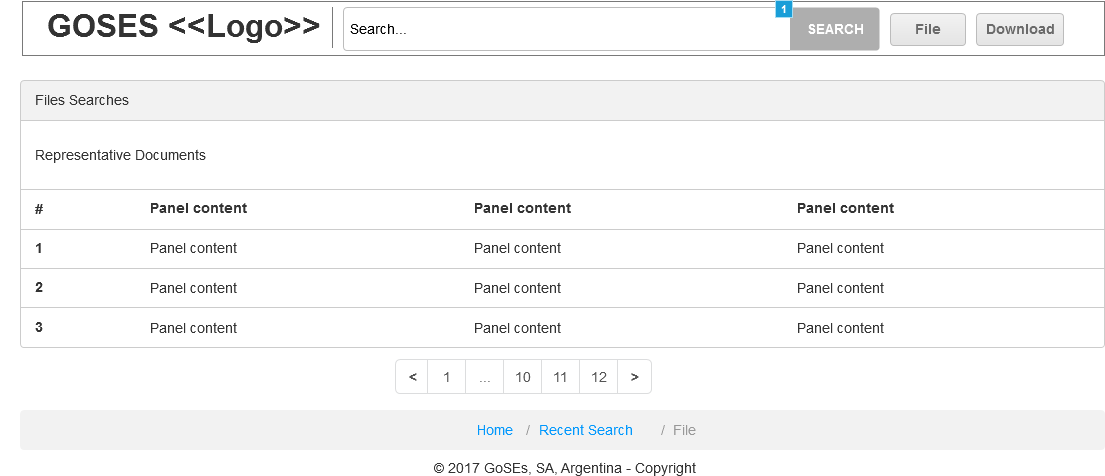 GOSES <<Logo>> Search... 1 SEARCH File Download
Files Searches
Representative Documents
# Panel content Panel content Panel content
1 Panel content Panel content Panel content
2 Panel content Panel content Panel content
3 Panel content Panel content Panel content
< 1 ... 10 11 12 >
Home / Recent Search / File
© 2017 GoSEs, SA, Argentina - Copyright